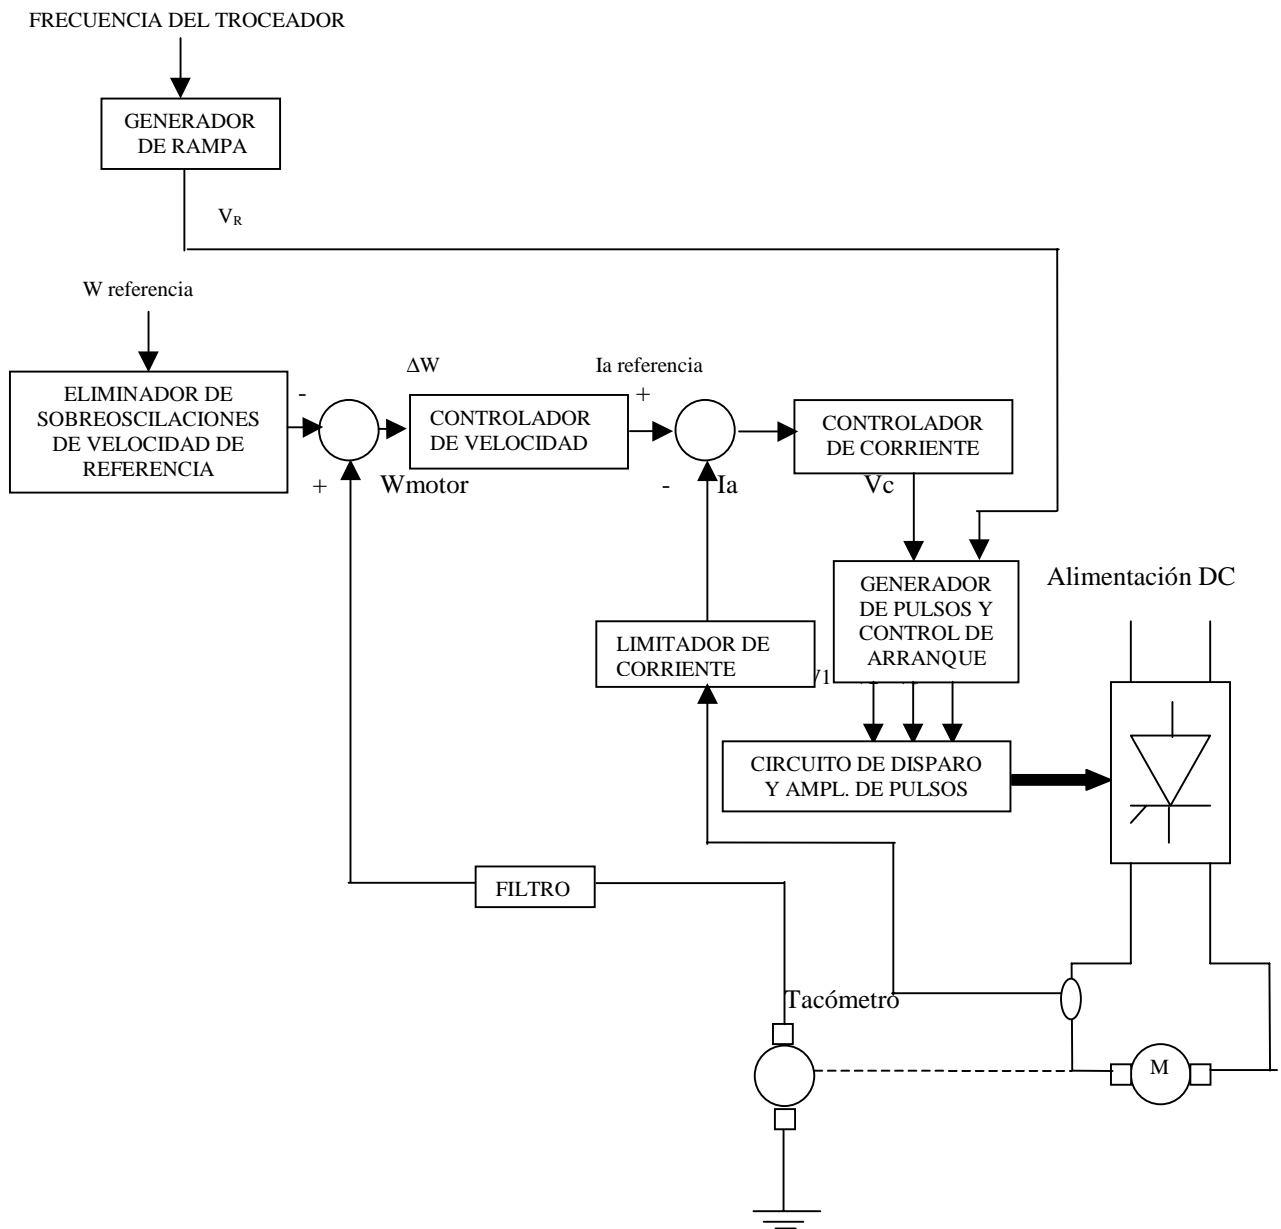 FRECUENCIA DEL TROCEADOR
GENERADOR
DE RAMPA
VR
W referencia
ELIMINADOR DE
SOBREOSCILACIONES
DE VELOCIDAD DE
REFERENCIA
-
+
ΔW
Wmotor
CONTROLADOR
DE VELOCIDAD
Ia referencia
+
-
Ia
CONTROLADOR
DE CORRIENTE
Vc
GENERADOR
DE PULSOS Y
CONTROL DE
ARRANQUE
Alimentación DC
LIMITADOR DE
CORRIENTE
CIRCUITO DE DISPARO
Y AMPL. DE PULSOS
FILTRO
Tacómetro
M